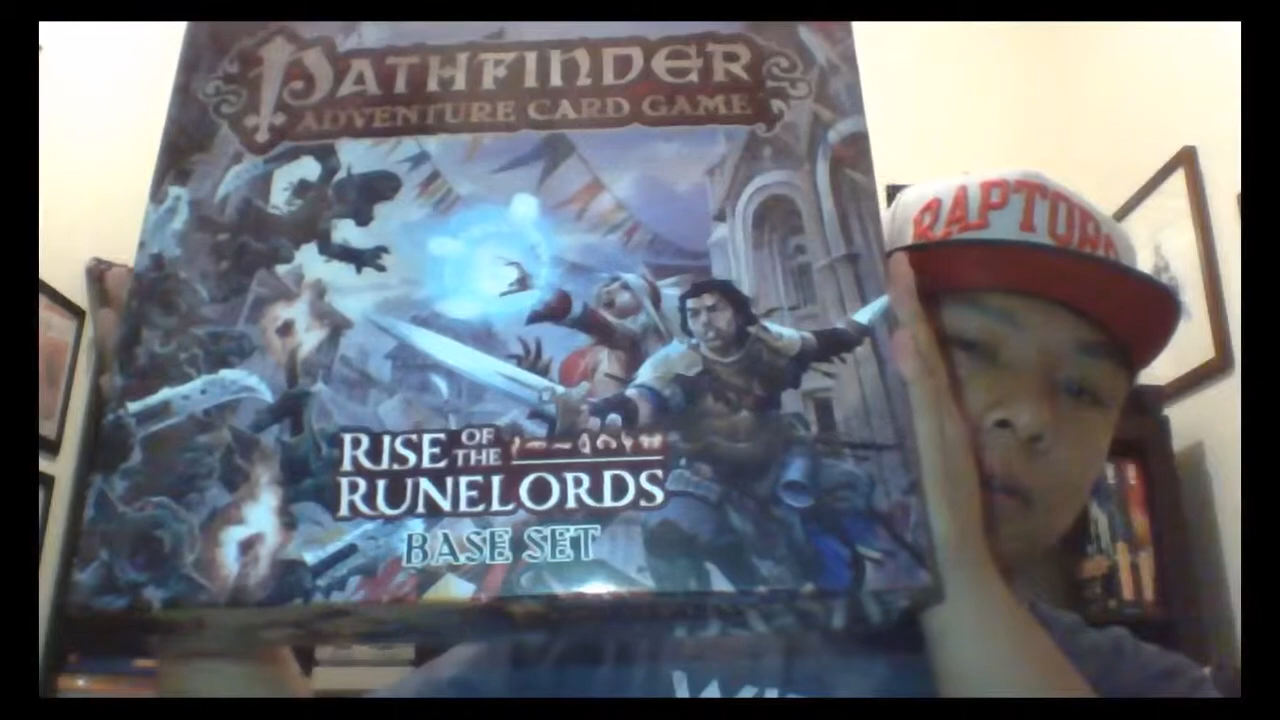 PATHFINDER
ADVENTURE CARD GAME
RAPTORS
RISE OF THE
RUNELORDS
BASE SET